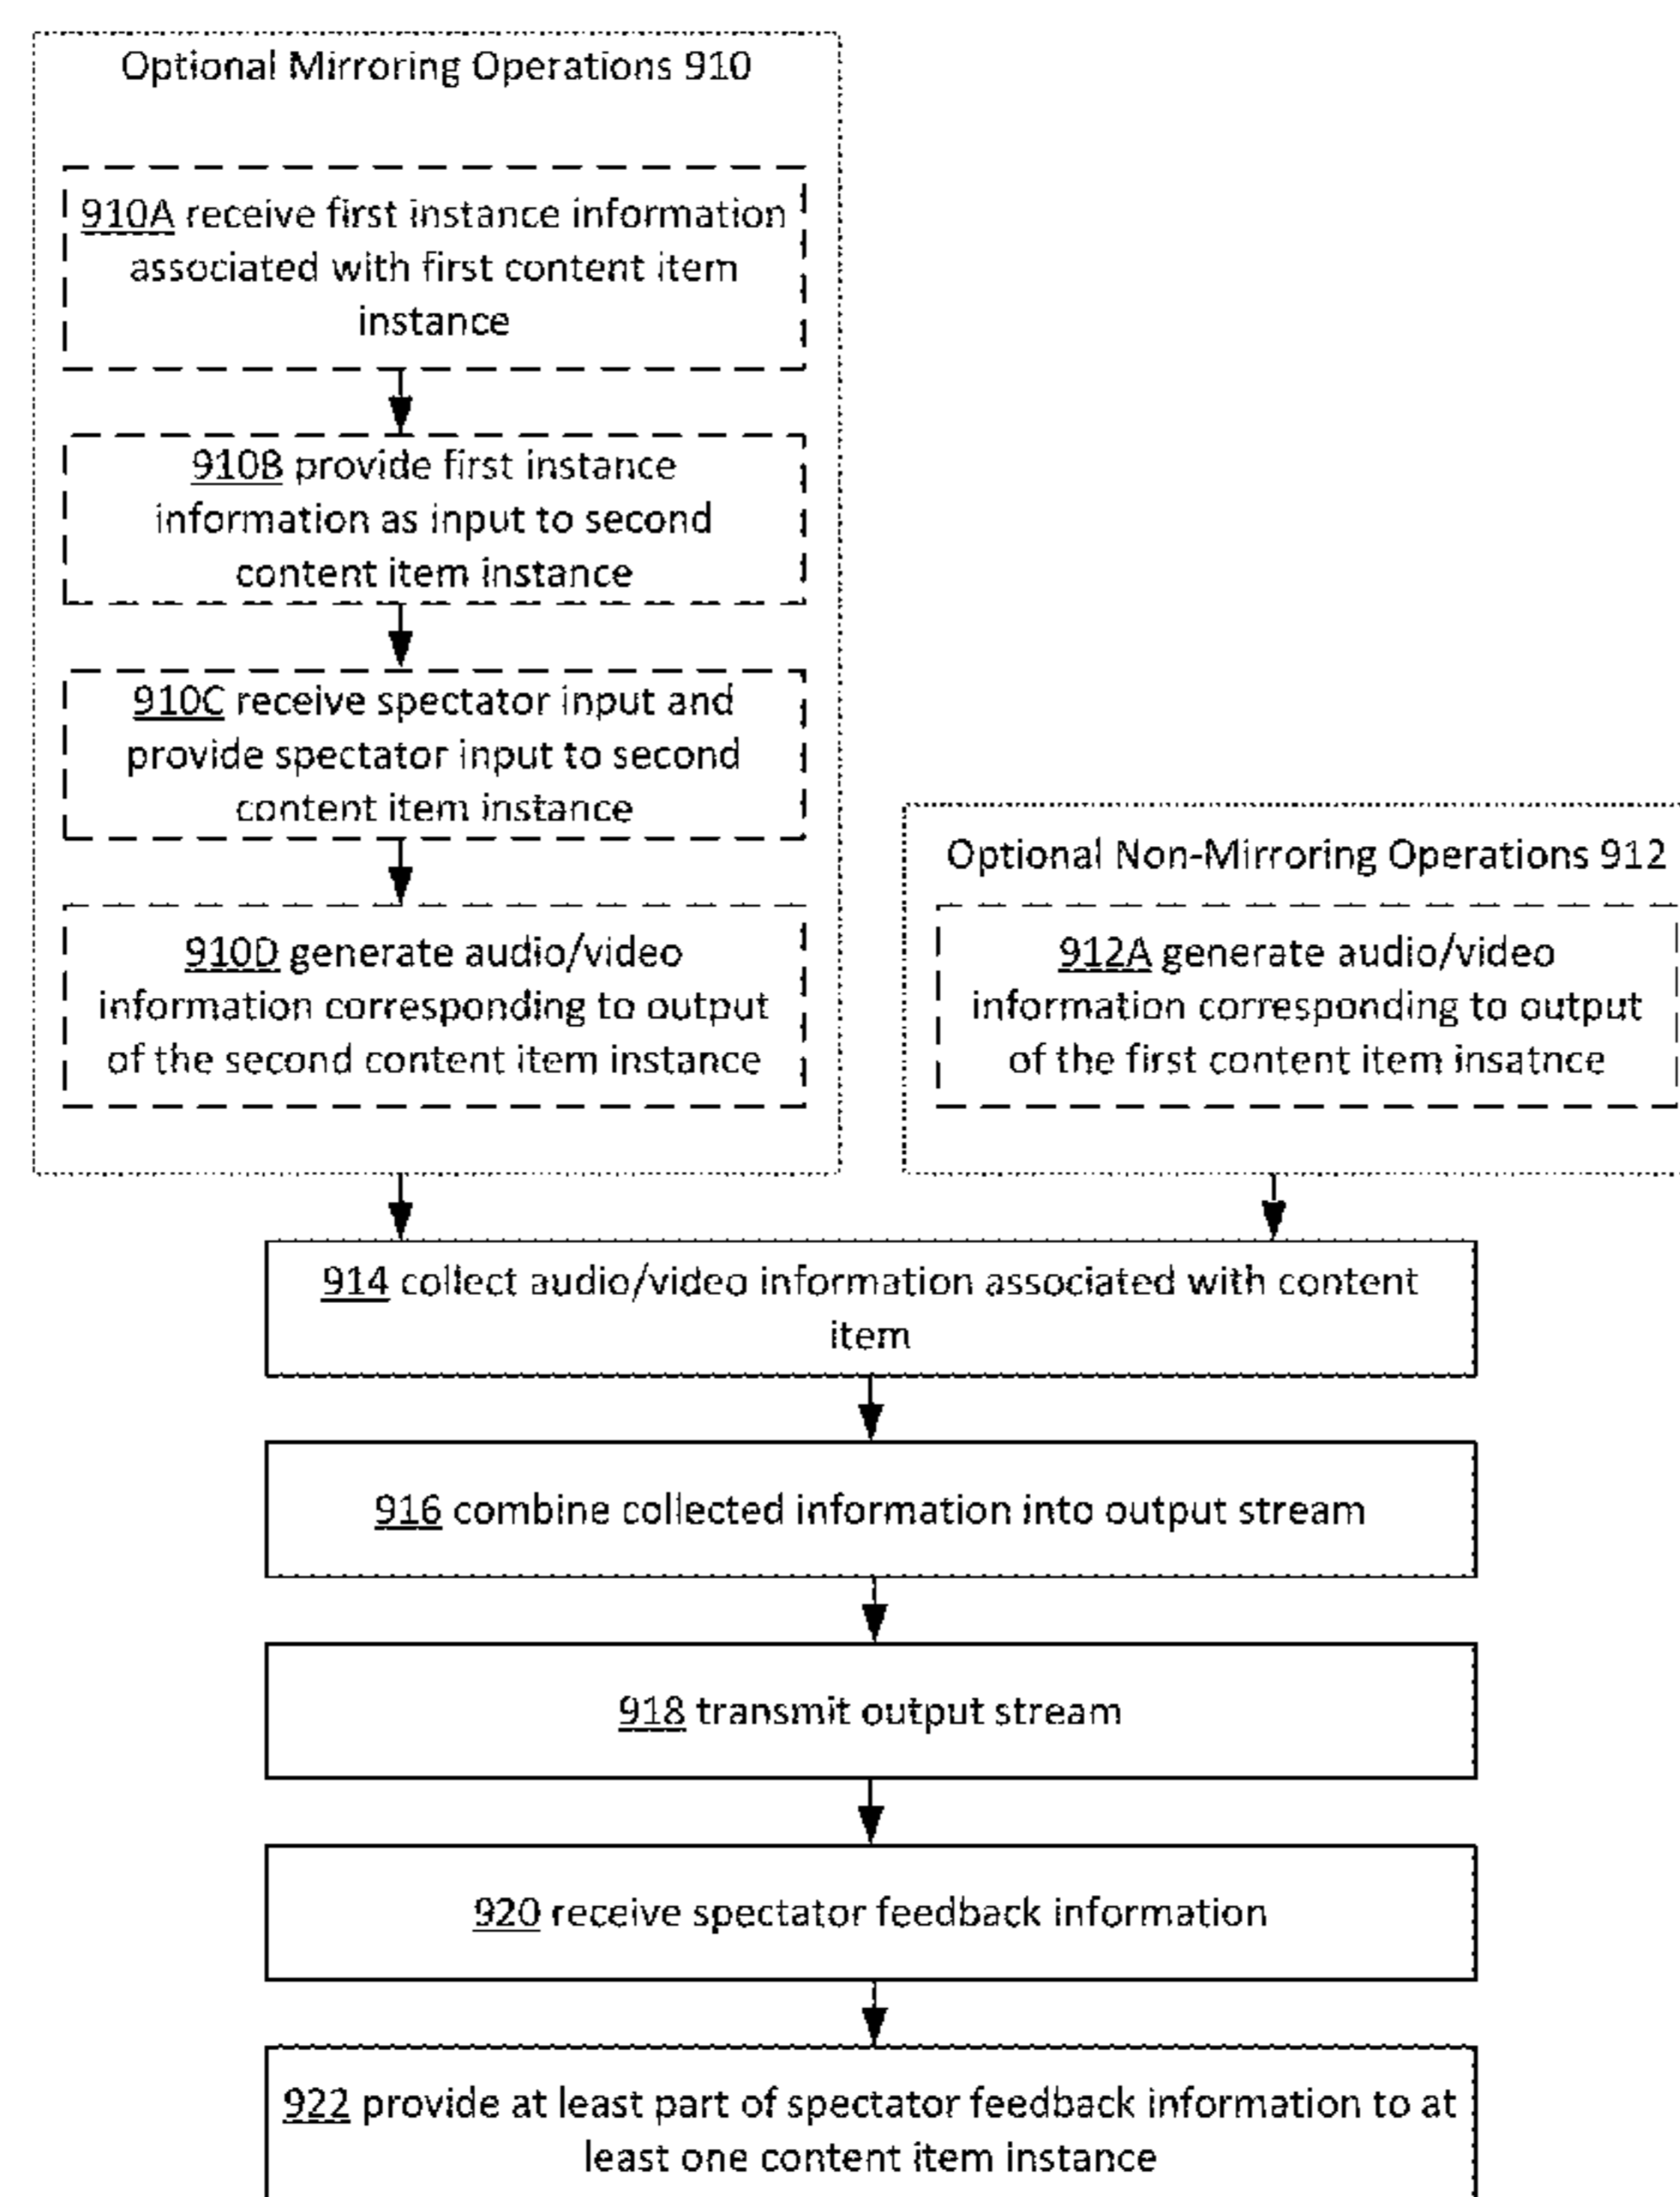 Optional Mirroring Operations 910
910A receive first instance information
associated with first content item
instance
910B provide first instance
information as input to second
content item instance
910C receive spectator input and
provide spectator input to second
content item instance
910D generate audio/video
information corresponding to output
of the second content item instance
Optional Non-Mirroring Operations 912
912A generate audio/video
information corresponding to output
of the first content item insatnce
914 collect audio/video information associated with content
item
916 combine collected information into output stream
918 transmit output stream
920 receive spectator feedback information
922 provide at least part of spectator feedback information to at
least one content item instance